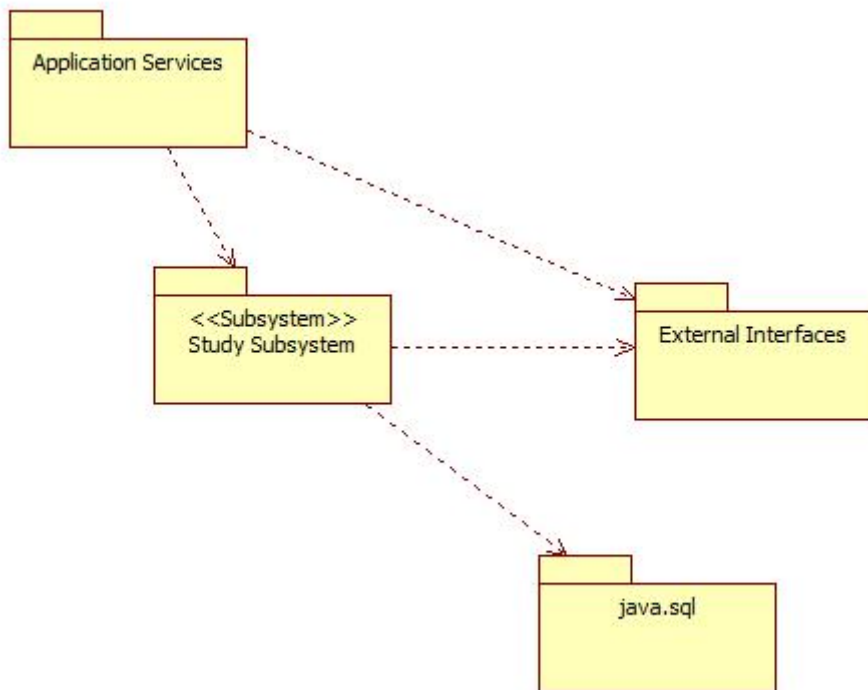 Application Services
<<Subsystem>>
Study Subsystem
External Interfaces
java.sql